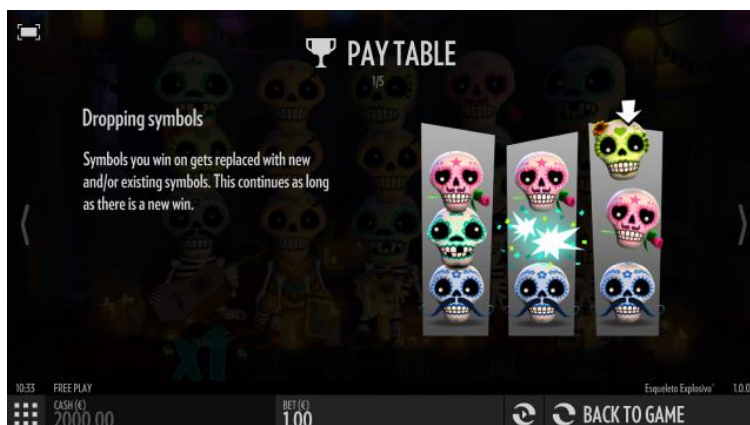 PAY TABLE
1/5
Dropping symbols
Symbols you win on gets replaced with new
and/or existing symbols. This continues as long
as there is a new win.
x1
10:33 FREE PLAY
Esqueleto Explosivo 1.0.0
CASH (€)
2000.00
BET (€)
1.00
BACK TO GAME